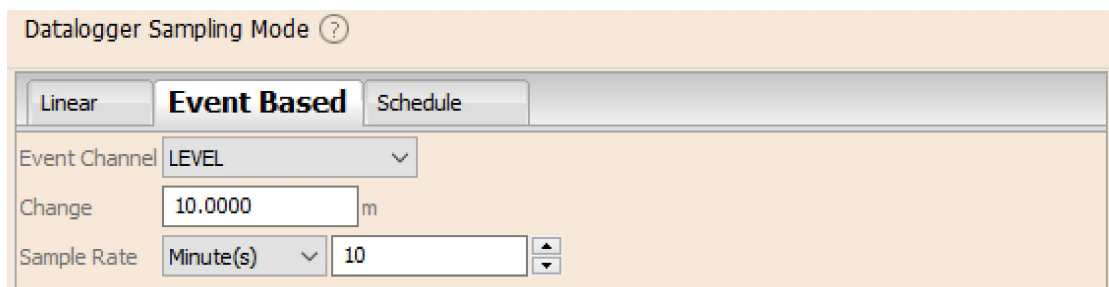 Datalogger Sampling Mode ?
Linear Event Based Schedule
Event Channel LEVEL
Change 10.0000 m
Sample Rate Minute(s) 10